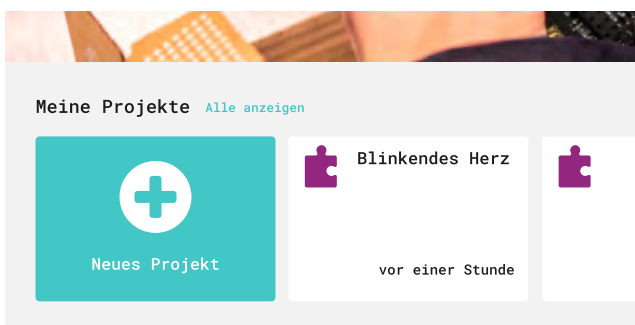 Meine Projekte Alle anzeigen
Blinkendes Herz
Neues Projekt
vor einer Stunde